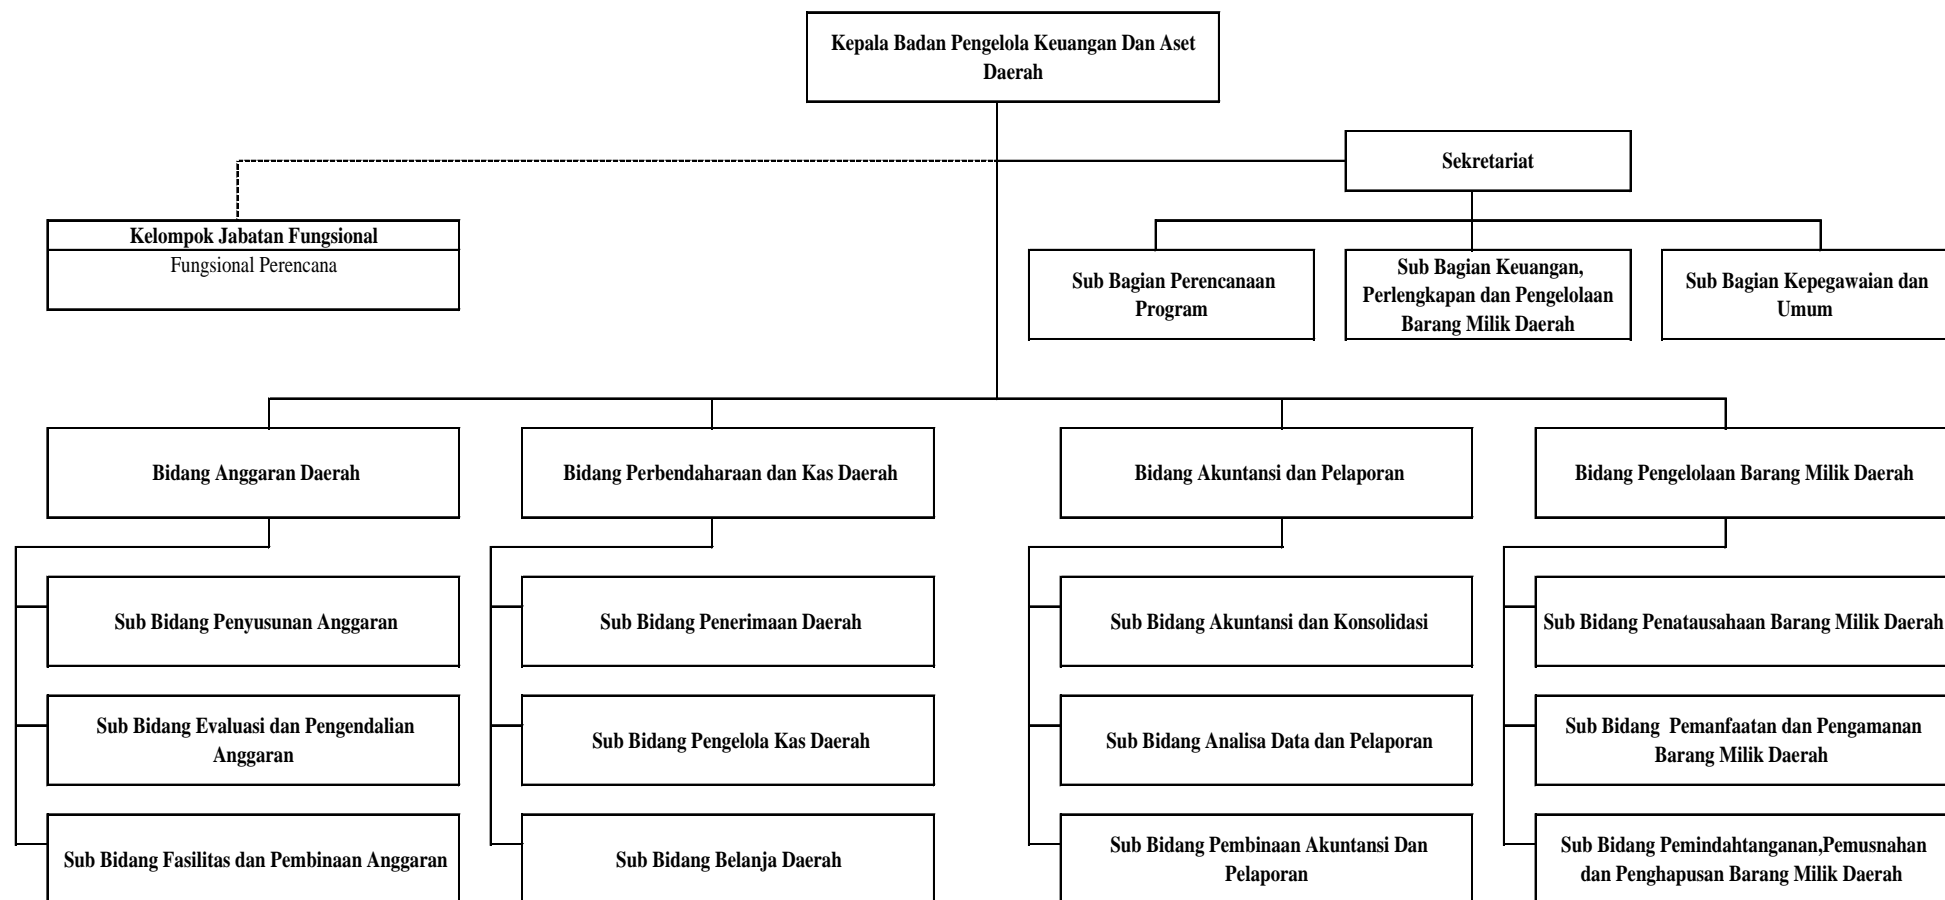 Kepala Badan Pengelola Keuangan Dan Aset
Daerah
Sekretariat
Kelompok Jabatan Fungsional
Fungsional Perencana
Sub Bagian Perencanaan
Program
Sub Bagian Keuangan,
Perlengkapan dan Pengelolaan
Barang Milik Daerah
Sub Bagian Kepegawaian dan
Umum
Bidang Anggaran Daerah
Bidang Perbendaharaan dan Kas Daerah
Bidang Akuntansi dan Pelaporan
Bidang Pengelolaan Barang Milik Daerah
Sub Bidang Penyusunan Anggaran
Sub Bidang Penerimaan Daerah
Sub Bidang Akuntansi dan Konsolidasi
Sub Bidang Penatausahaan Barang Milik Daerah
Sub Bidang Evaluasi dan Pengendalian
Anggaran
Sub Bidang Pengelola Kas Daerah
Sub Bidang Analisa Data dan Pelaporan
Sub Bidang  Pemanfaatan dan Pengamanan
Barang Milik Daerah
Sub Bidang Fasilitas dan Pembinaan Anggaran
Sub Bidang Belanja Daerah
Sub Bidang Pembinaan Akuntansi Dan
Pelaporan
Sub Bidang Pemindahtanganan,Pemusnahan
dan Penghapusan Barang Milik Daerah